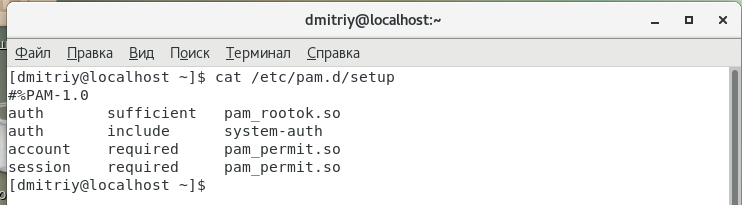 dmitriy@localhost:~
Файл Правка Вид Поиск Терминал Справка
[dmitriy@localhost ~]$ cat /etc/pam.d/setup
#%PAM-1.0
auth       sufficient   pam_rootok.so
auth       include      system-auth
account    required     pam_permit.so
session    required     pam_permit.so
[dmitriy@localhost ~]$